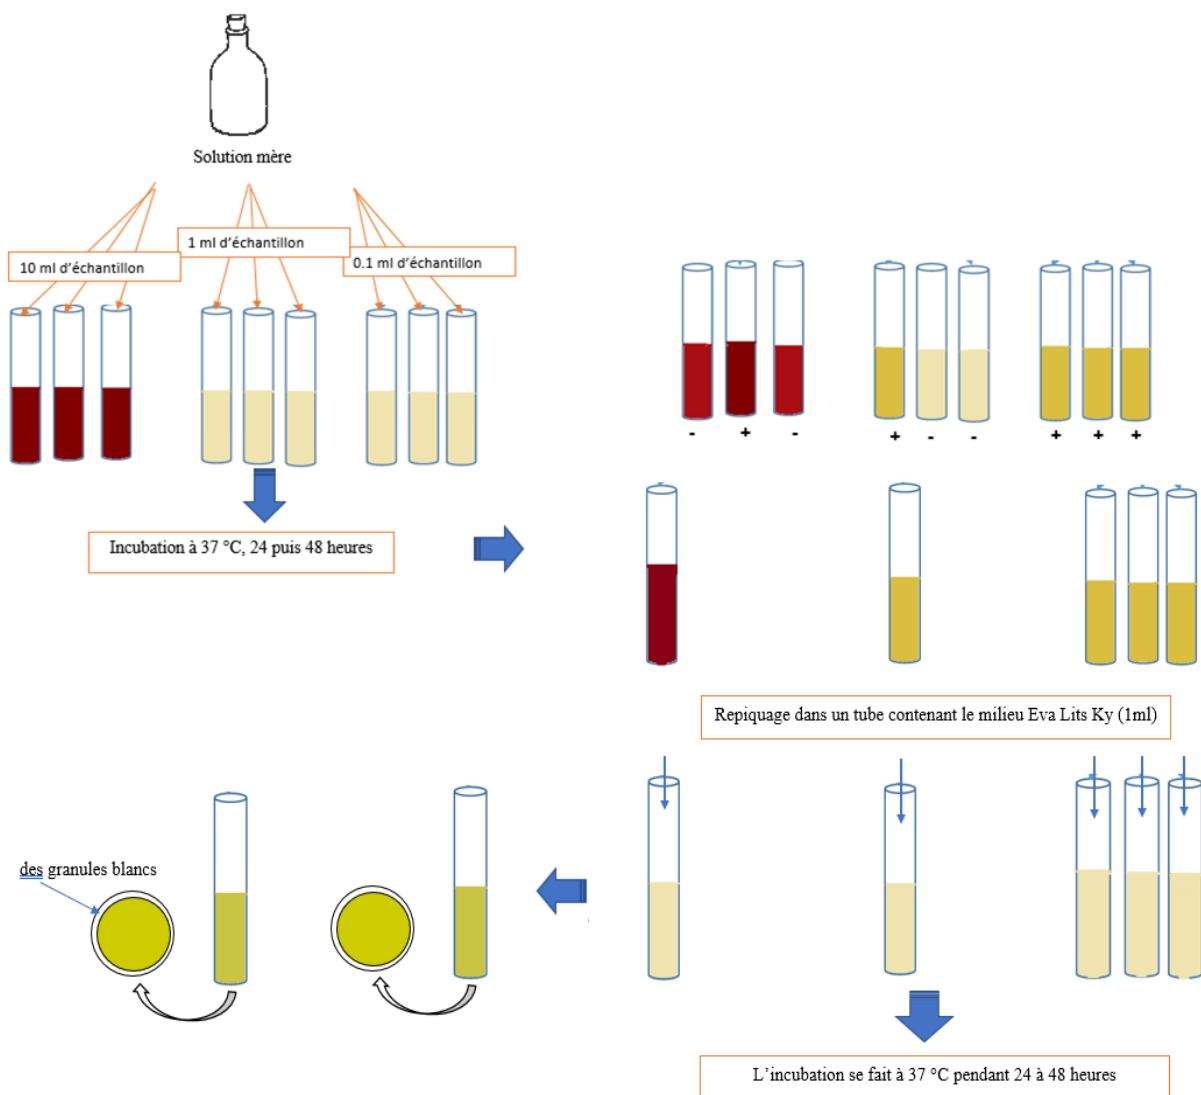 Solution mère
1 ml d'échantillon
10 ml d'échantillon
0.1 ml d'échantillon
- + -
+ - -
+ + +
Incubation à 37 °C, 24 puis 48 heures
Repiquage dans un tube contenant le milieu Eva Lits Ky (1ml)
des granules blancs
L'incubation se fait à 37 °C pendant 24 à 48 heures